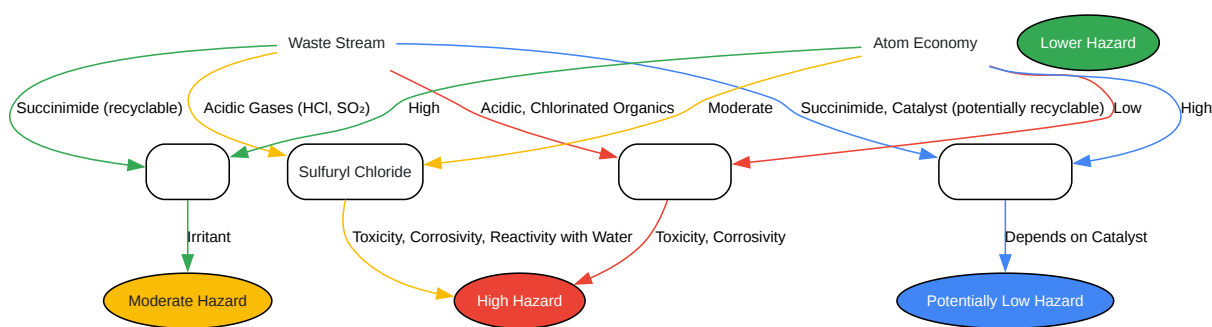 Waste Stream
Atom Economy
Lower Hazard
Succinimide (recyclable)
Acidic Gases (HCl, SO₂)
High
Acidic, Chlorinated Organics
Moderate
Succinimide, Catalyst (potentially recyclable)
Low
High
Sulfuryl Chloride
Irritant
Toxicity, Corrosivity, Reactivity with Water
Toxicity, Corrosivity
Depends on Catalyst
Moderate Hazard
High Hazard
Potentially Low Hazard